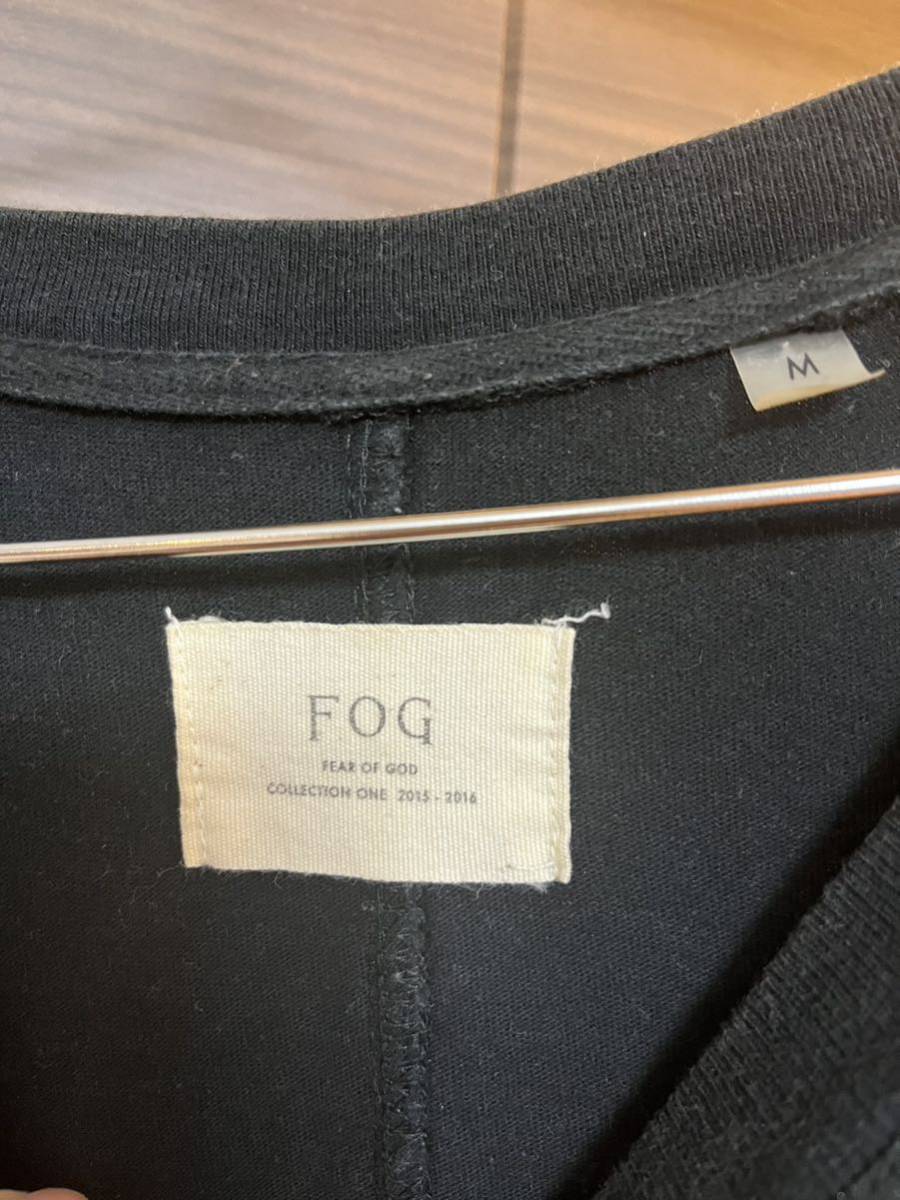 M
FOG
FEAR OF GOD
COLLECTION ONE 2015 - 2016